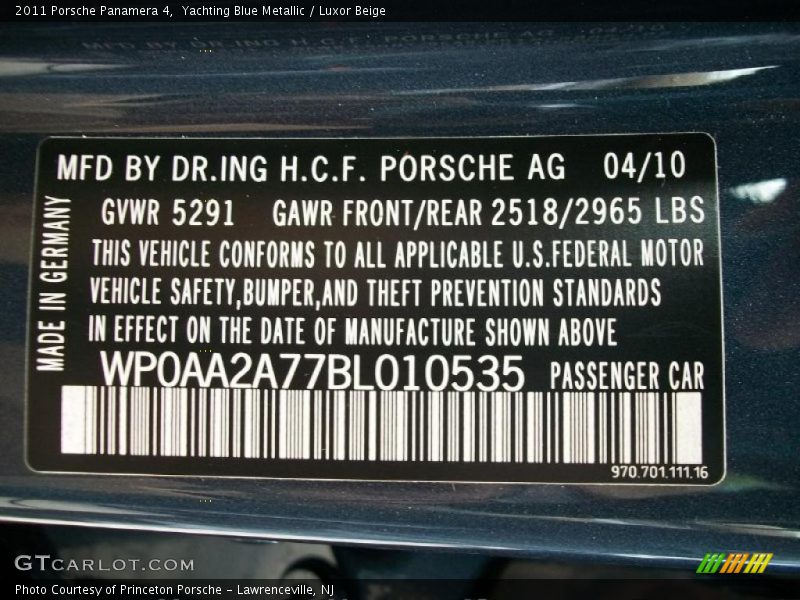 2011 Porsche Panamera 4,  Yachting Blue Metallic / Luxor Beige
MFD BY DR.ING H.C.F. PORSCHE AG 04/10
GVWR 5291 GAWR FRONT/REAR 2518/2965 LBS
THIS VEHICLE CONFORMS TO ALL APPLICABLE U.S.FEDERAL MOTOR
VEHICLE SAFETY,BUMPER,AND THEFT PREVENTION STANDARDS
IN EFFECT ON THE DATE OF MANUFACTURE SHOWN ABOVE
MADE IN GERMANY
WP0AA2A77BL010535 PASSENGER CAR
970.701.111.16
GTCARLOT.COM
Photo Courtesy of Princeton Porsche - Lawrenceville, NJ